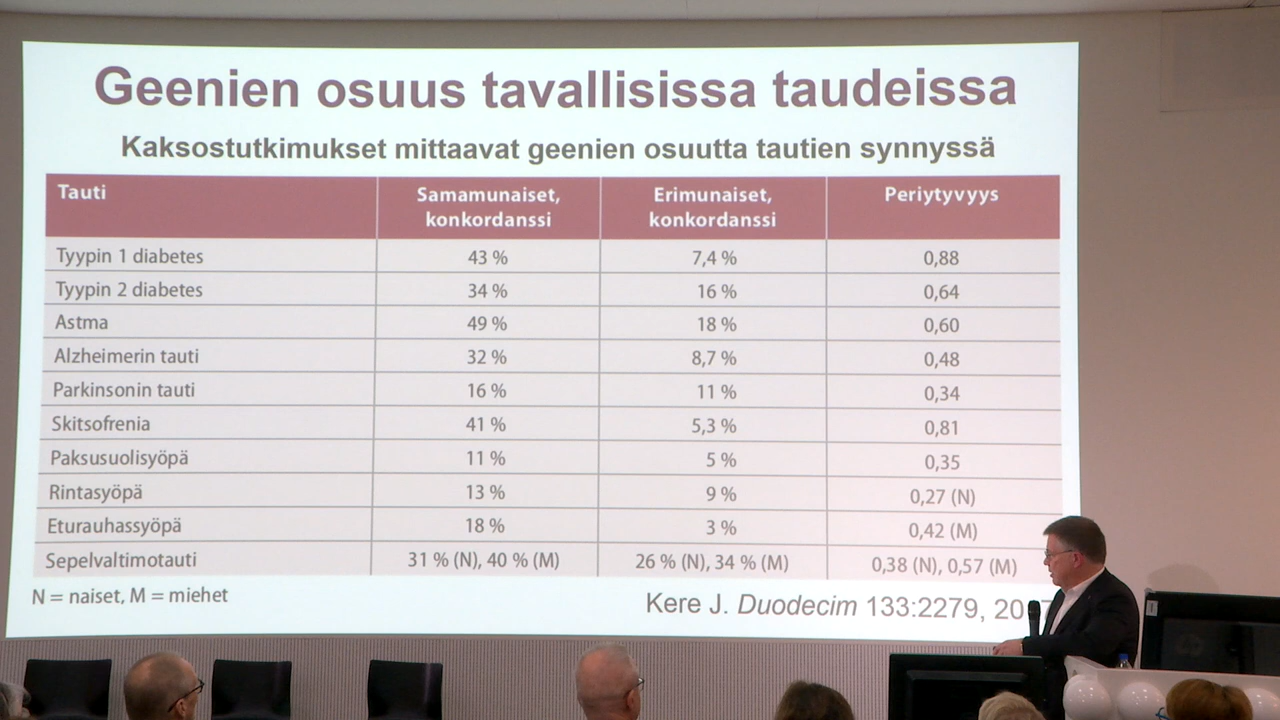 Geenien osuus tavallisissa taudeissa
Kaksostutkimukset mittaavat geenien osuutta tautien synnyssä
Tauti Samamunaiset, konkordanssi Erimunaiset, konkordanssi Periytyvyys
Tyypin 1 diabetes 43 % 7,4 % 0,88
Tyypin 2 diabetes 34 % 16 % 0,64
Astma 49 % 18 % 0,60
Alzheimerin tauti 32 % 8,7 % 0,48
Parkinsonin tauti 16 % 11 % 0,34
Skitsofrenia 41 % 5,3 % 0,81
Paksusuolisyöpä 11 % 5 % 0,35
Rintasyöpä 13 % 9 % 0,27 (N)
Eturauhassyöpä 18 % 3 % 0,42 (M)
Sepelvaltimotauti 31 % (N), 40 % (M) 26 % (N), 34 % (M) 0,38 (N), 0,57 (M)
N = naiset, M = miehet
Kere J. Duodecim 133:2279,